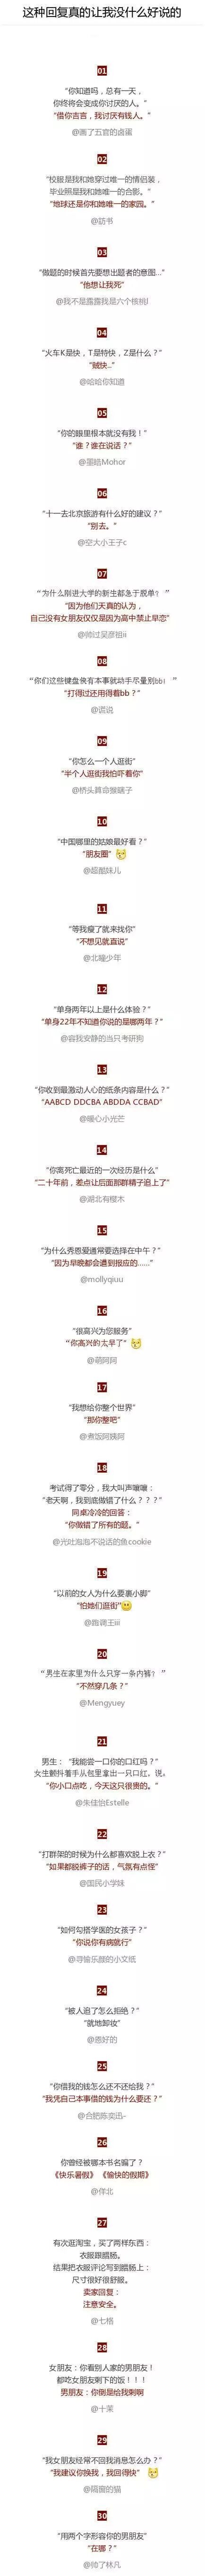 这种回复真的让我没什么好说的
01
“你知道吗，总有一天，
你终将会变成你讨厌的人。”
“借你吉言，我讨厌有钱人。”
@画了五官的卤蛋
02
“校服是我和她穿过唯一的情侣装，
毕业照是我和她唯一的合影。”
“地球还是你和她唯一的家园。”
@訪书
03
“做题的时候首先要想出题者的意图…”
“他想让我死”
@我不是露露我是六个核桃l
04
“火车K是快，T是特快，Z是什么？”
“贼快...”
@哈哈你知道
05
“你的眼里根本就没有我！”
“谁？谁在说话？”
@墨皓Mohor
06
“十一去北京旅游有什么好的建议？”
“别去。”
@空大小王子c
07
“为什么刚进大学的新生都急于脱单？”
“因为他们天真的认为，
自己没有女朋友仅仅是因为高中禁止早恋”
@帅过吴彦祖ii
08
“你们这些键盘侠有本事就动手尽量别bb！”
“打得过还用得着bb？”
@谎说
09
“你怎么一个人逛街”
“半个人逛街我怕吓着你”
@桥头算命猴瞎子
10
“中国哪里的姑娘最好看？”
“朋友圈”
@超酷妹儿
11
“等我瘦了就来找你”
“不想见就直说”
@北瞳少年
12
“单身两年以上是什么体验？”
“单身22年不知道你说的是哪两年？”
@容我安静的当只考研狗
13
“你收到最激动人心的纸条内容是什么？”
“AABCD DDCBA ABDDA CCBAD”
@暖心小光芒
14
“你离死亡最近的一次经历是什么”
“二十年前，差点让后面那群精子追上了”
@湖北有樱木
15
“为什么秀恩爱通常要选择在中午？”
“因为早晚都会遭到报应的……”
@mollyqiuu
16
“很高兴为您服务”
“你高兴的太早了”
@萌阿阿
17
“我想给你整个世界”
“那你整吧”
@煮饭阿姨阿
18
考试得了零分，我大叫声嚷嚷：
“老天啊，我到底做错了什么？？？”
同桌冷冷的回答：
“你做错了所有的题。”
@光吐泡泡不说话的鱼cookie
19
“以前的女人为什么要裹小脚”
“怕她们逛街”
@跑调王iii
20
“男生在家里为什么只穿一条内裤？”
“不然穿几条？”
@Mengyuey
21
男生：“我能尝一口你的口红吗？”
女生颤抖着手从包里拿出一只口红，说，
“你小口点吃，今天这只很贵的。”
@朱佳怡Estelle
22
“打群架的时候为什么都喜欢脱上衣？”
“如果都脱裤子的话，气氛有点怪”
@国民小学妹
23
“如何勾搭学医的女孩子？”
“你说你有病就行”
@寻输乐颜的小文纸
24
“被人追了怎么拒绝？”
“就地卸妆”
@德好的
25
“你借我的钱怎么还不还给我？”
“我凭自己本事借的钱为什么要还？”
@合肥陈奕迅-
26
你曾经被哪本书名骗了？
《快乐暑假》 《愉快的假期》
@佯北
27
有次逛淘宝，买了两样东西：
衣服跟腊肠。
结果把衣服评论写到腊肠上：
尺寸很好很舒服。
卖家回复：
注意安全。
@七格
28
女朋友：你看别人家的男朋友！
都吃女朋友剩下的饭！！！
男朋友：你倒是给我剩啊
@十茉
29
“我女朋友经常不回我消息怎么办？”
“我建议你换我，我回得快”
@隔窗的猫
30
“用两个字形容你的男朋友”
“在哪？”
@帅了林凡